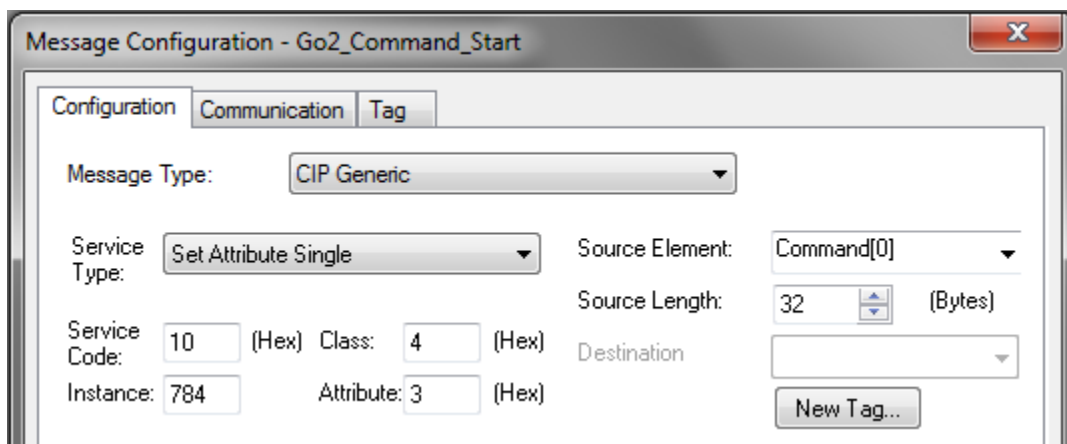 Message Configuration - Go2_Command_Start
Configuration Communication Tag
Message Type: CIP Generic
Service Type: Set Attribute Single Source Element: Command[0]
Source Length: 32 (Bytes)
Service Code: 10 (Hex) Class: 4 (Hex) Destination
Instance: 784 Attribute: 3 (Hex)
New Tag...